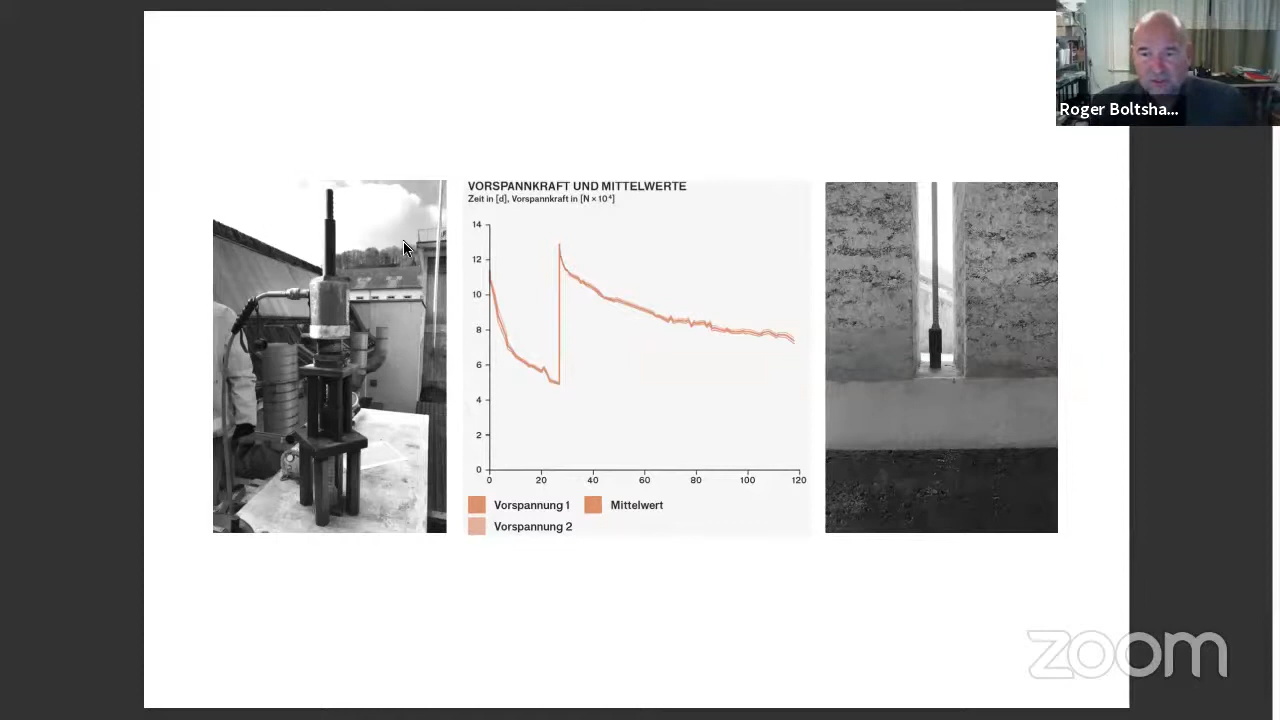 Roger Boltsha...
VORSPANNKRAFT UND MITTELWERTE
Zeit in [d], Vorspannkraft in [N × 10⁴]
14
12
10
8
6
4
2
0
0 20 40 60 80 100 120
Vorspannung 1 Mittelwert
Vorspannung 2
zoom